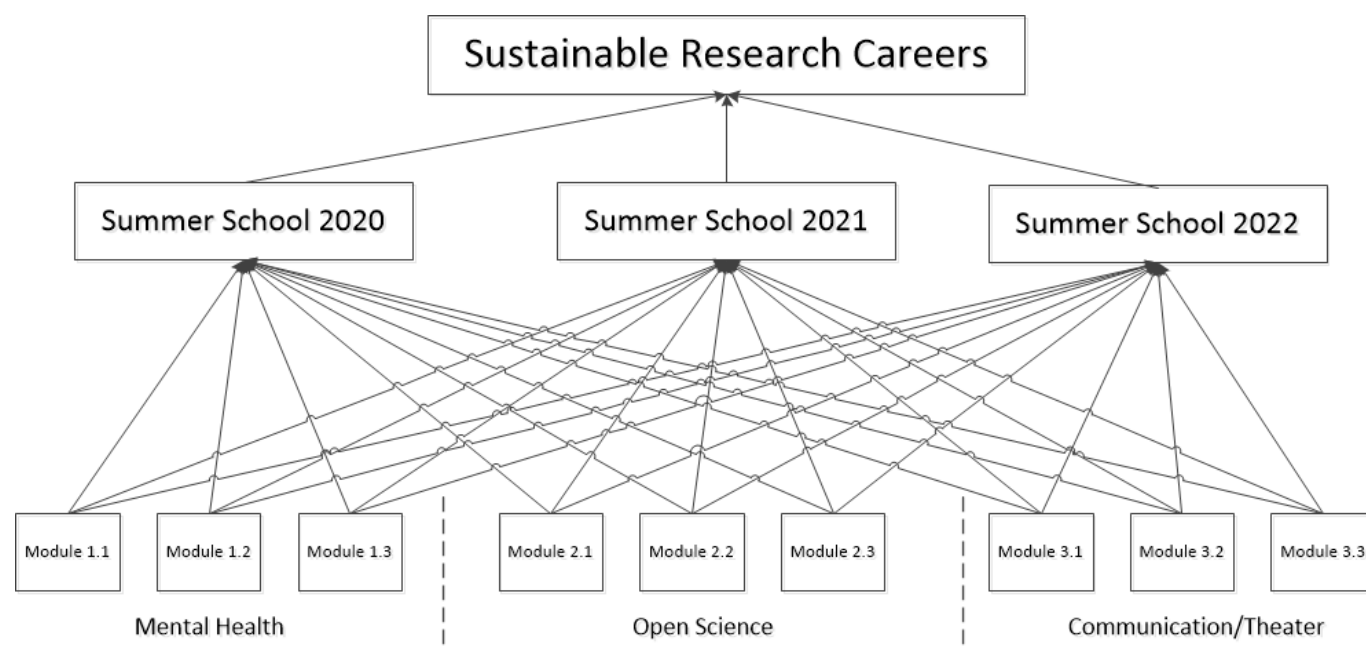 Sustainable Research Careers
Summer School 2020
Summer School 2021
Summer School 2022
Module 1.1
Module 1.2
Module 1.3
Module 2.1
Module 2.2
Module 2.3
Module 3.1
Module 3.2
Module 3.3
Mental Health
Open Science
Communication/Theater